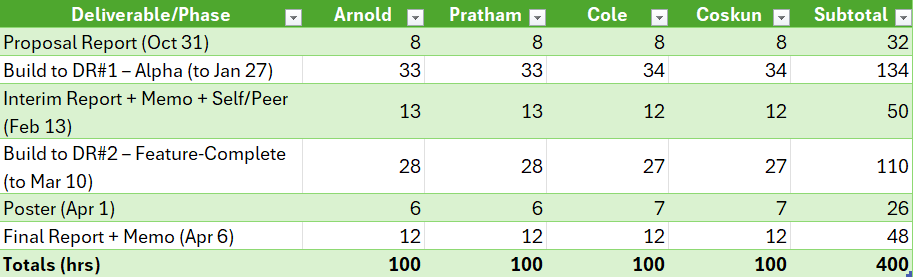 Deliverable/Phase Arnold Pratham Cole Coskun Subtotal
Proposal Report (Oct 31) 8 8 8 8 32
Build to DR#1 – Alpha (to Jan 27) 33 33 34 34 134
Interim Report + Memo + Self/Peer
(Feb 13) 13 13 12 12 50
Build to DR#2 – Feature-Complete
(to Mar 10) 28 28 27 27 110
Poster (Apr 1) 6 6 7 7 26
Final Report + Memo (Apr 6) 12 12 12 12 48
Totals (hrs) 100 100 100 100 400